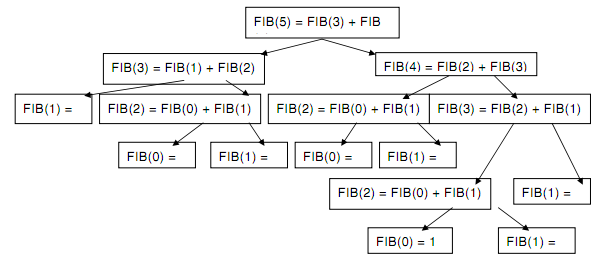 FIB(5) = FIB(3) + FIB
FIB(3) = FIB(1) + FIB(2)
FIB(4) = FIB(2) + FIB(3)
FIB(1) =
FIB(2) = FIB(0) + FIB(1)
FIB(2) = FIB(0) + FIB(1)
FIB(3) = FIB(2) + FIB(1)
FIB(0) =
FIB(1) =
FIB(0) =
FIB(1) =
FIB(2) = FIB(0) + FIB(1)
FIB(1) =
FIB(0) = 1
FIB(1) =